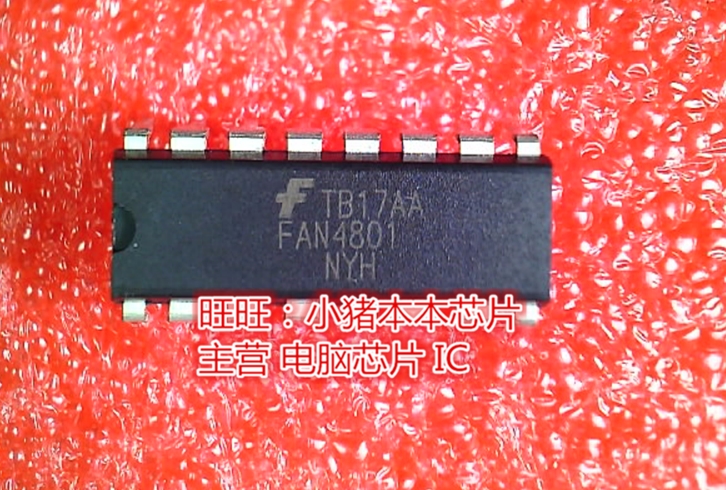 TB17AA
FAN4801
NYH
旺旺：小猪本本芯片
主营 电脑芯片 IC